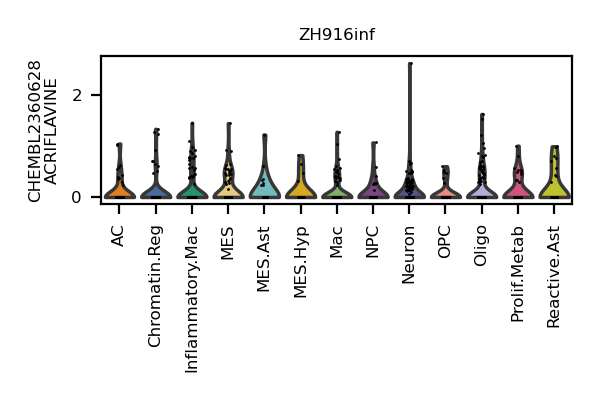 ZH916inf
CHEMBL2360628
ACRIFLAVINE
2
0
AC
Chromatin.Reg
Inflammatory.Mac
MES
MES.Ast
MES.Hyp
Mac
NPC
Neuron
OPC
Oligo
Prolif.Metab
Reactive.Ast